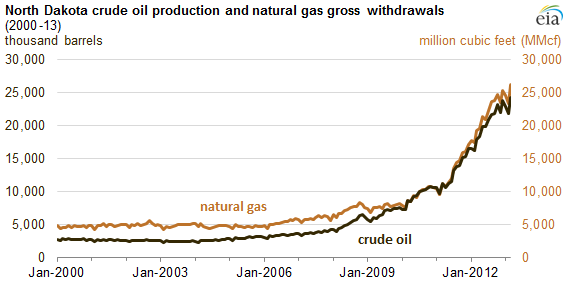 North Dakota crude oil production and natural gas gross withdrawals
(2000 -13)
thousand barrels million cubic feet (MMcf)
eia
30,000 30,000
25,000 25,000
20,000 20,000
15,000 15,000
10,000 10,000
natural gas
5,000 5,000
crude oil
0 0
Jan-2000 Jan-2003 Jan-2006 Jan-2009 Jan-2012